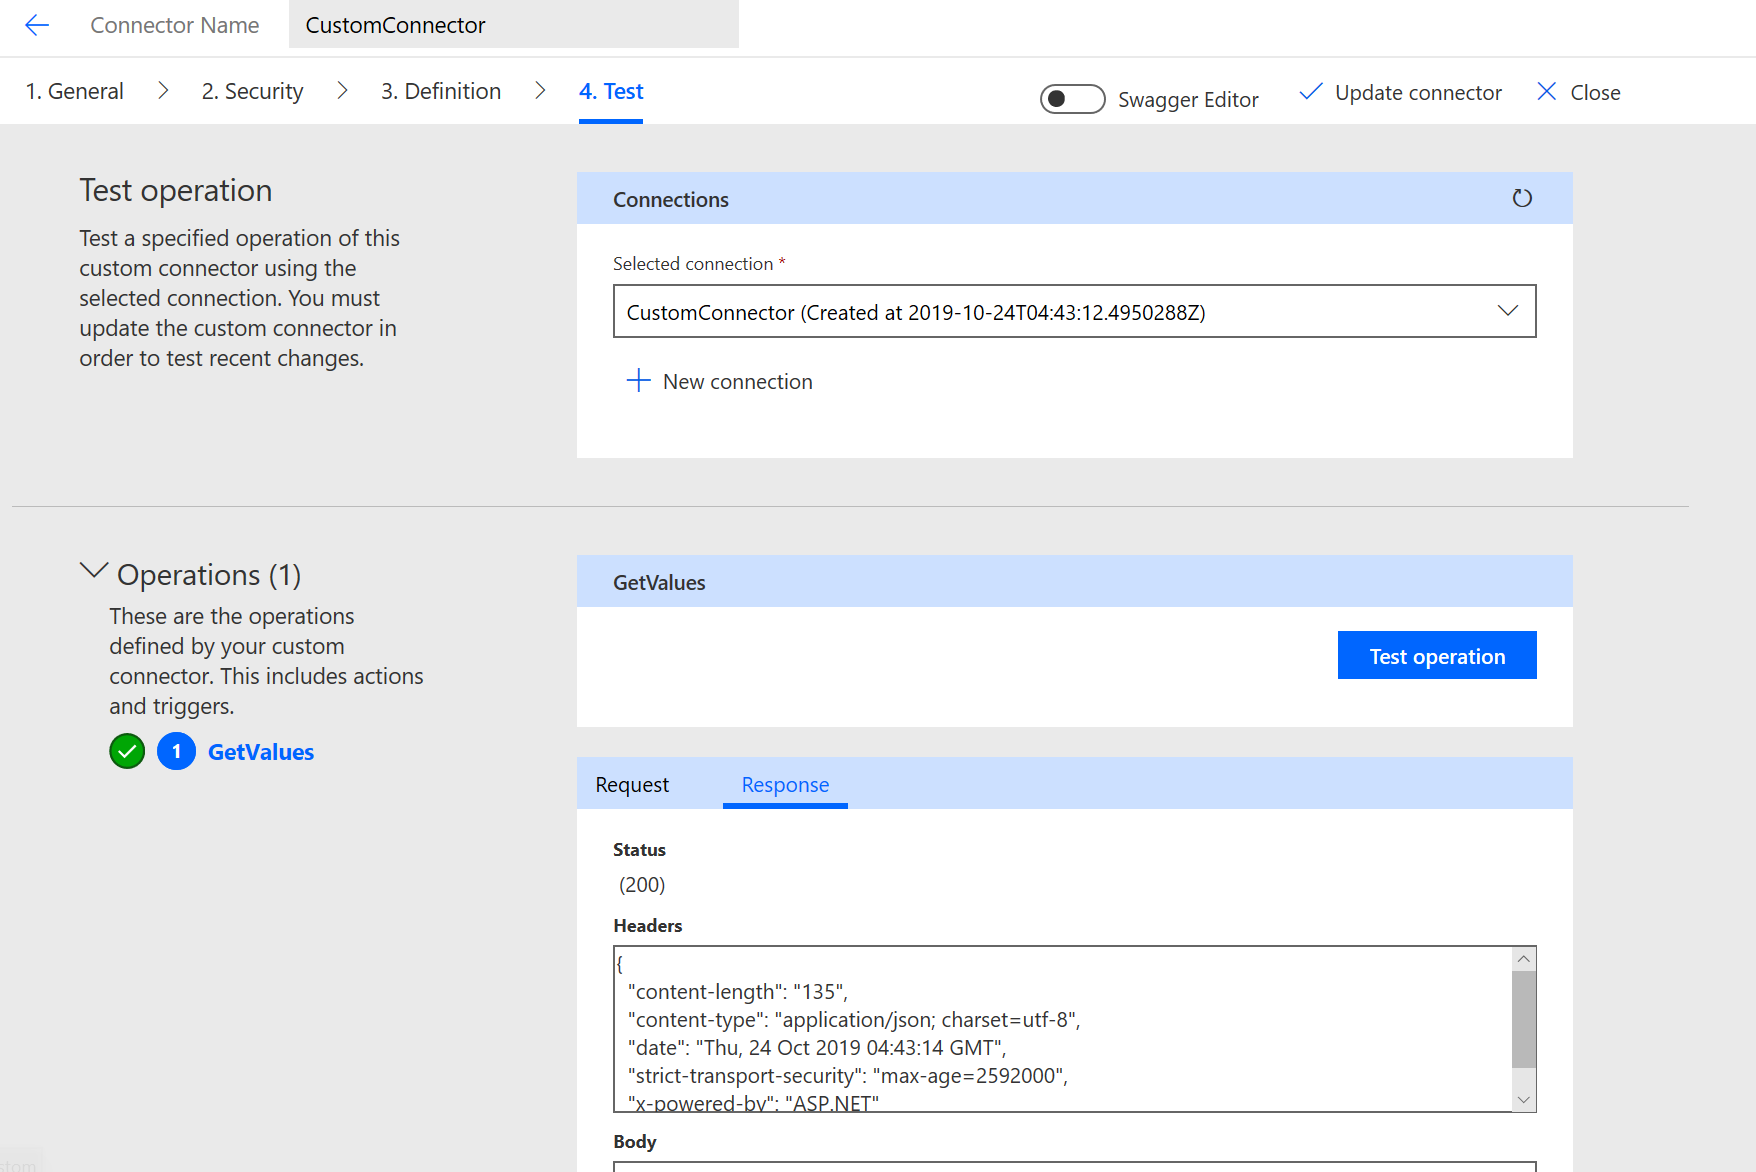 Connector Name CustomConnector
1. General 2. Security 3. Definition 4. Test Swagger Editor Update connector Close
Test operation
Test a specified operation of this
custom connector using the
selected connection. You must
update the custom connector in
order to test recent changes.
Connections
Selected connection *
CustomConnector (Created at 2019-10-24T04:43:12.4950288Z)
New connection
Operations (1)
These are the operations
defined by your custom
connector. This includes actions
and triggers.
1 GetValues
GetValues
Test operation
Request Response
Status
(200)
Headers
{
"content-length": "135",
"content-type": "application/json; charset=utf-8",
"date": "Thu, 24 Oct 2019 04:43:14 GMT",
"strict-transport-security": "max-age=2592000",
"x-powered-by": "ASP.NET"
Body